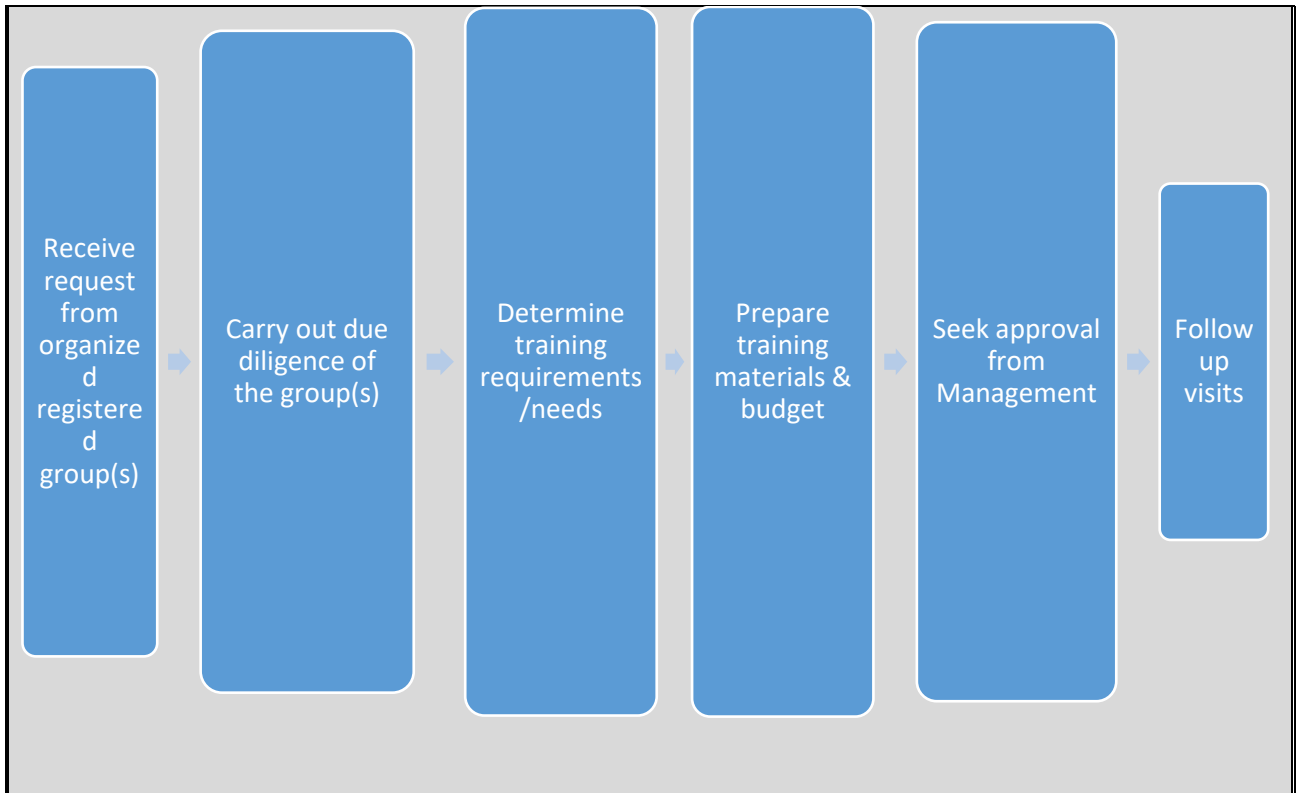 Receive
request
from
organize
d
registere
d
group(s)
Carry out due
diligence of
the group(s)
Determine
training
requirements
/needs
Prepare
training
materials &
budget
Seek approval
from
Management
Follow
up
visits